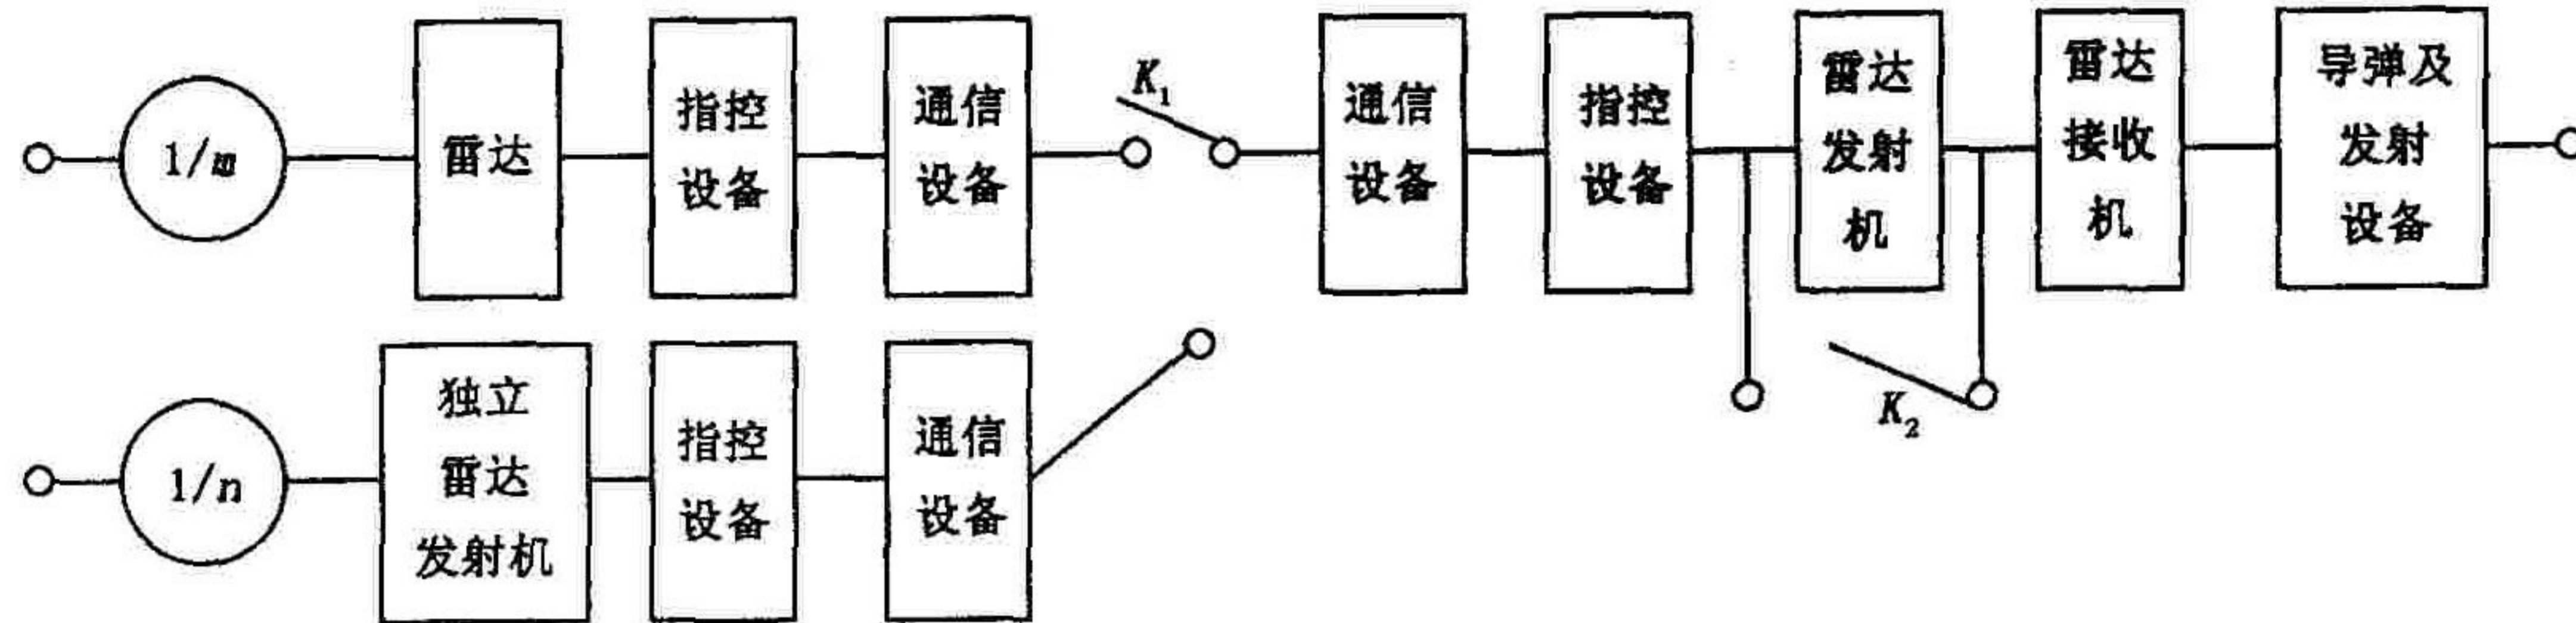 1/m
雷达
指控
设备
通信
设备
K₁
通信
设备
指控
设备
雷达
发射
机
雷达
接收
机
导弹及
发射
设备
1/n
独立
雷达
发射机
指控
设备
通信
设备
K₂